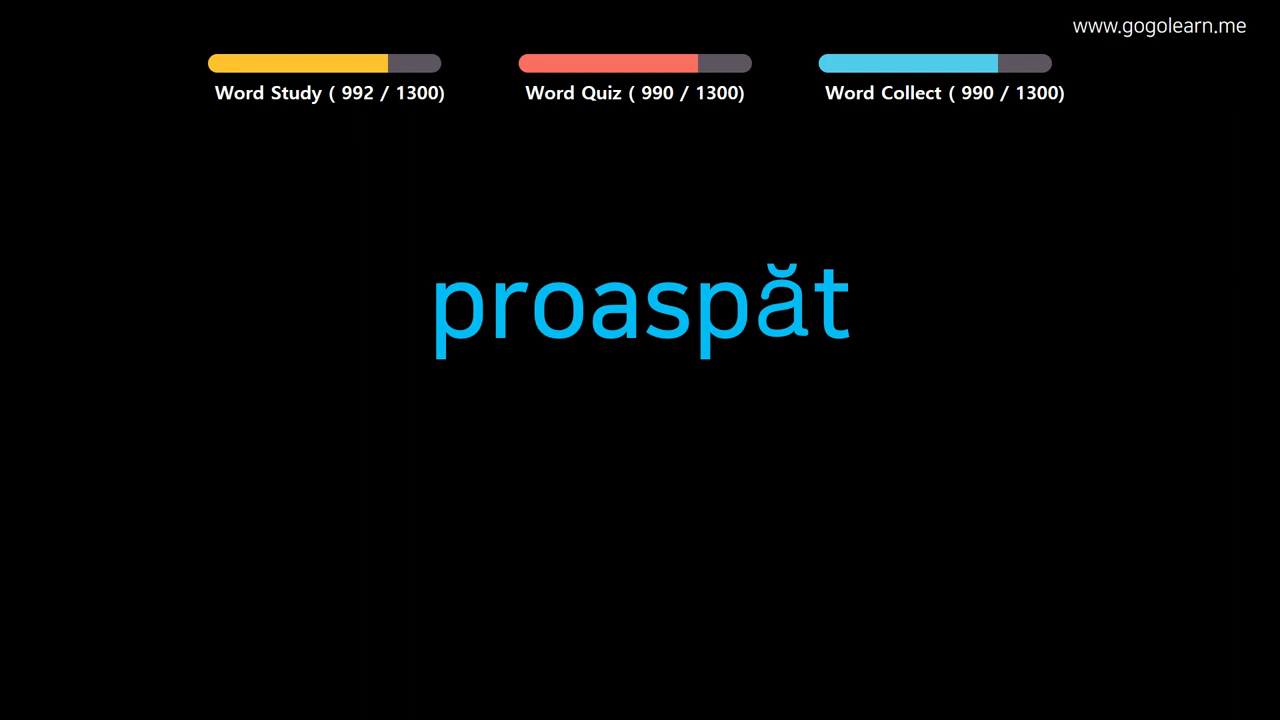 www.gogolearn.me
Word Study ( 992 / 1300)
Word Quiz ( 990 / 1300)
Word Collect ( 990 / 1300)
proaspăt